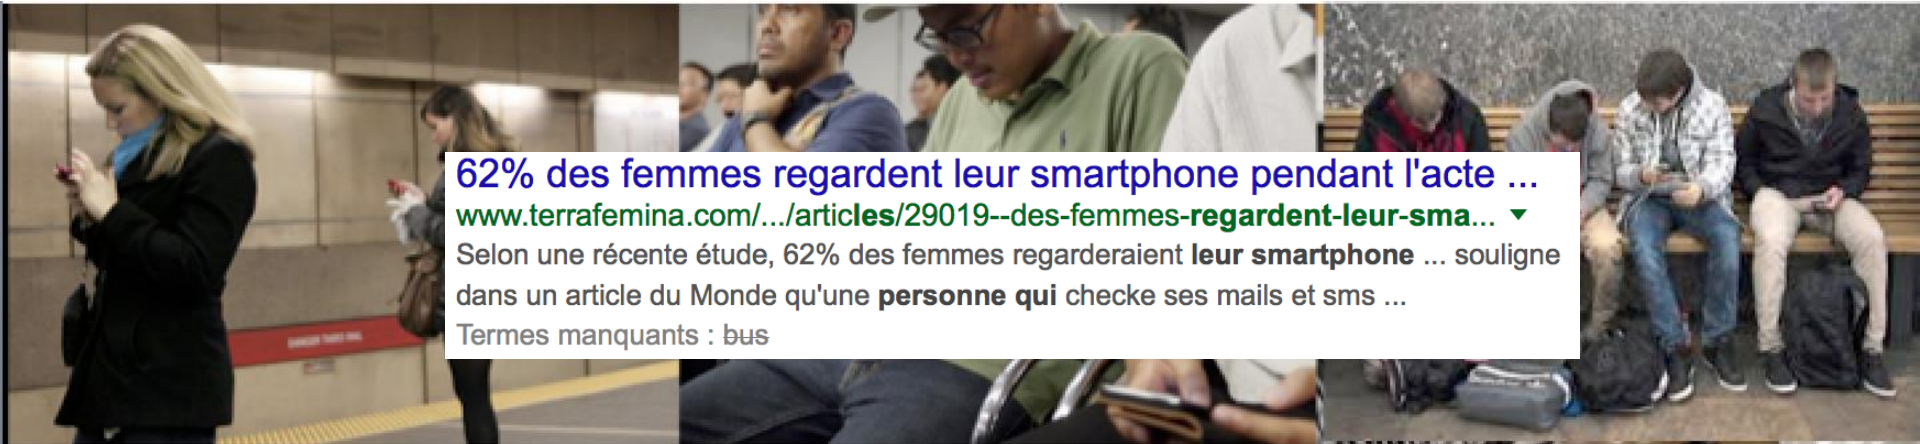 62% des femmes regardent leur smartphone pendant l'acte ...
www.terrafemina.com/.../articles/29019--des-femmes-regardent-leur-sma...
Selon une récente étude, 62% des femmes regarderaient leur smartphone ... souligne
dans un article du Monde qu'une personne qui checke ses mails et sms ...
Termes manquants : bus